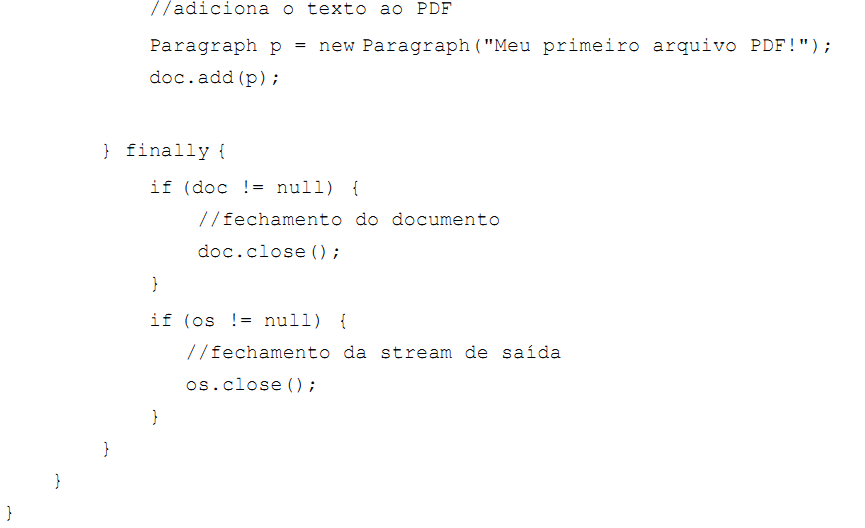 //adiciona o texto ao PDF
Paragraph p = new Paragraph("Meu primeiro arquivo PDF!");
doc.add(p);
} finally {
if (doc != null) {
//fechamento do documento
doc.close();
}
if (os != null) {
//fechamento da stream de saída
os.close();
}
}
}
}